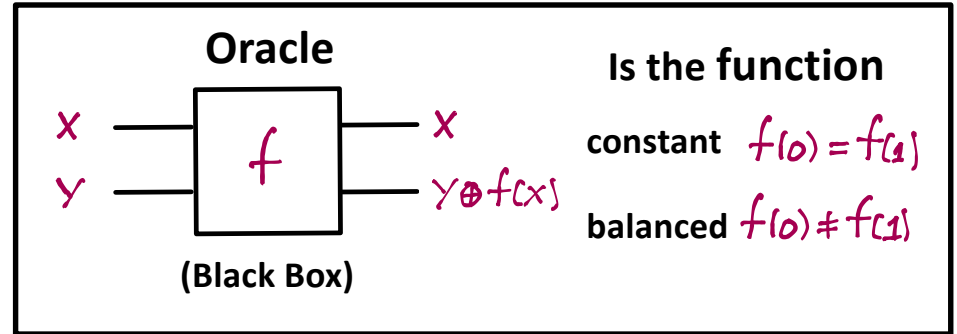 Oracle
X
Y
f
X
Y⊕f(x)
(Black Box)
Is the function
constant f(0) = f(1)
balanced f(0) ≠ f(1)